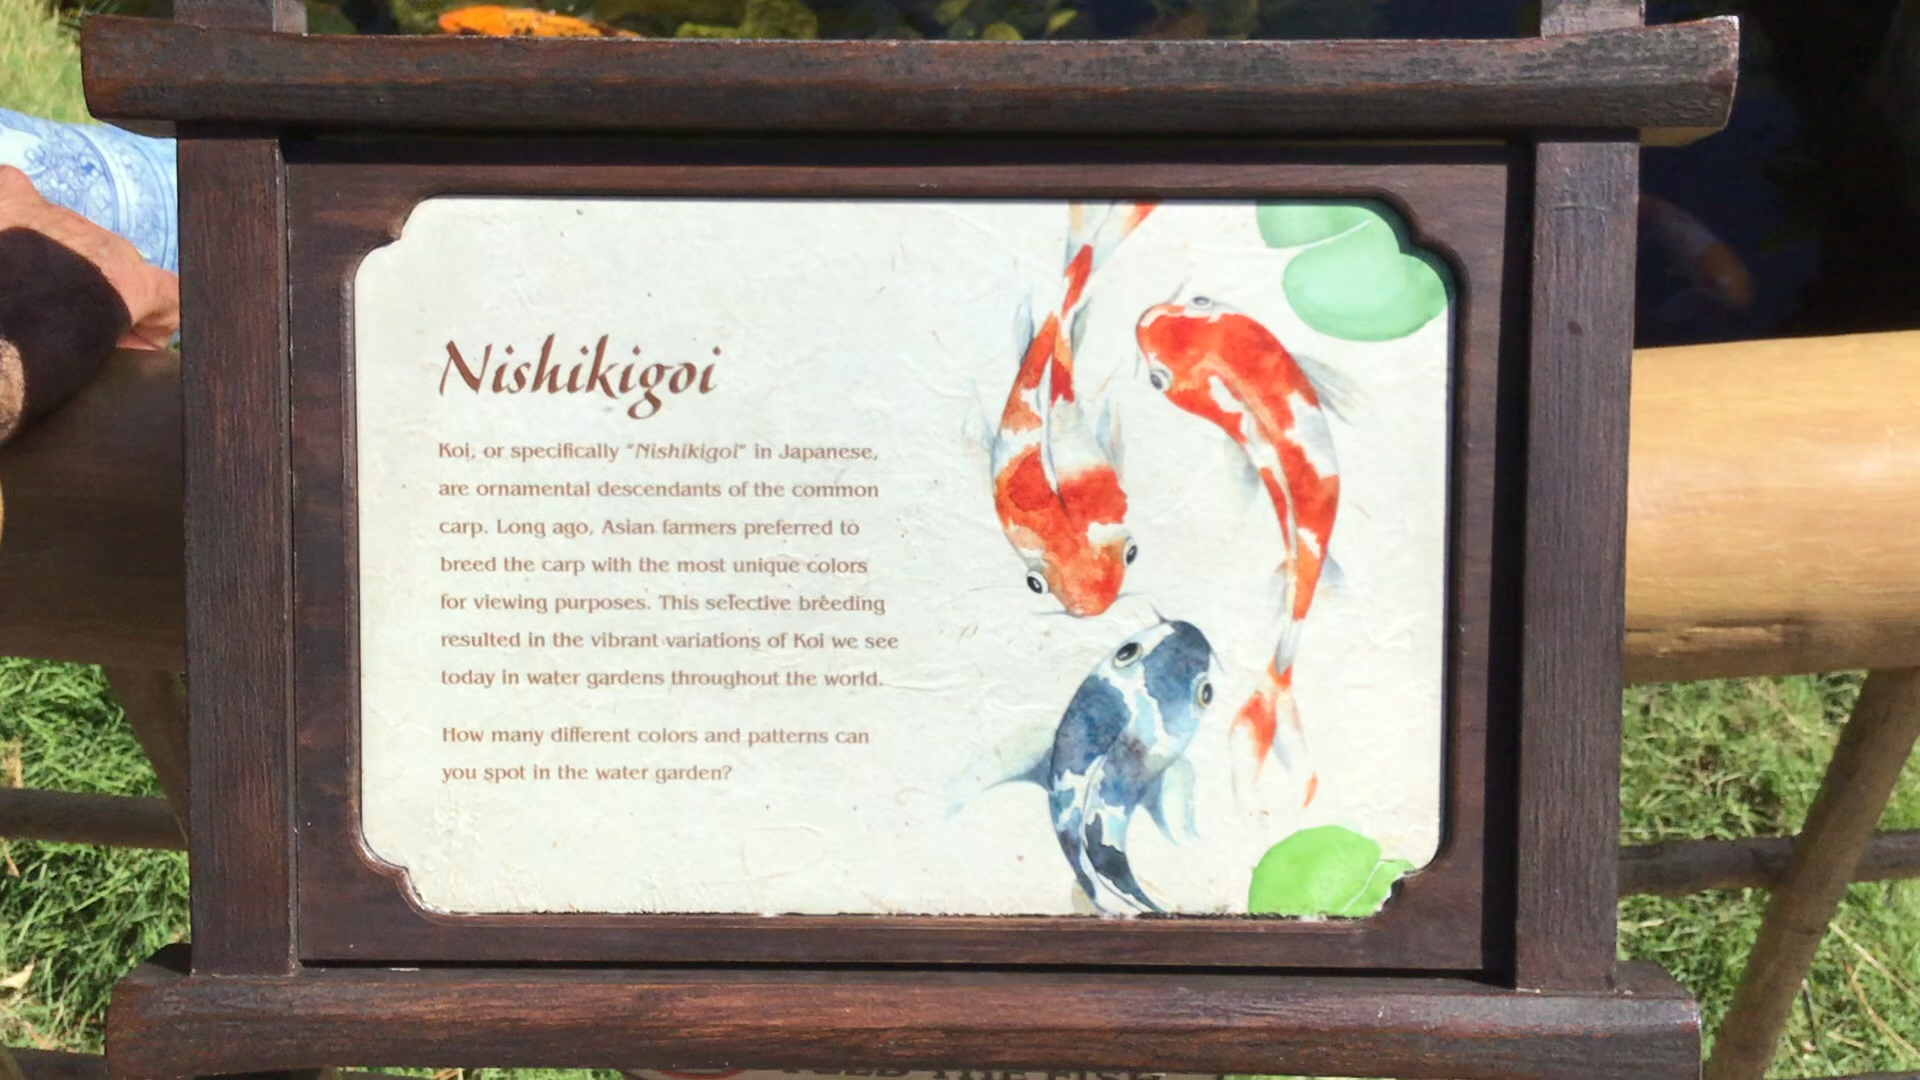 Nishikigoi
Koi, or specifically "Nishikigoi" in Japanese,
are ornamental descendants of the common
carp. Long ago, Asian farmers preferred to
breed the carp with the most unique colors
for viewing purposes. This selective breeding
resulted in the vibrant variations of Koi we see
today in water gardens throughout the world.
How many different colors and patterns can
you spot in the water garden?
THE FISH